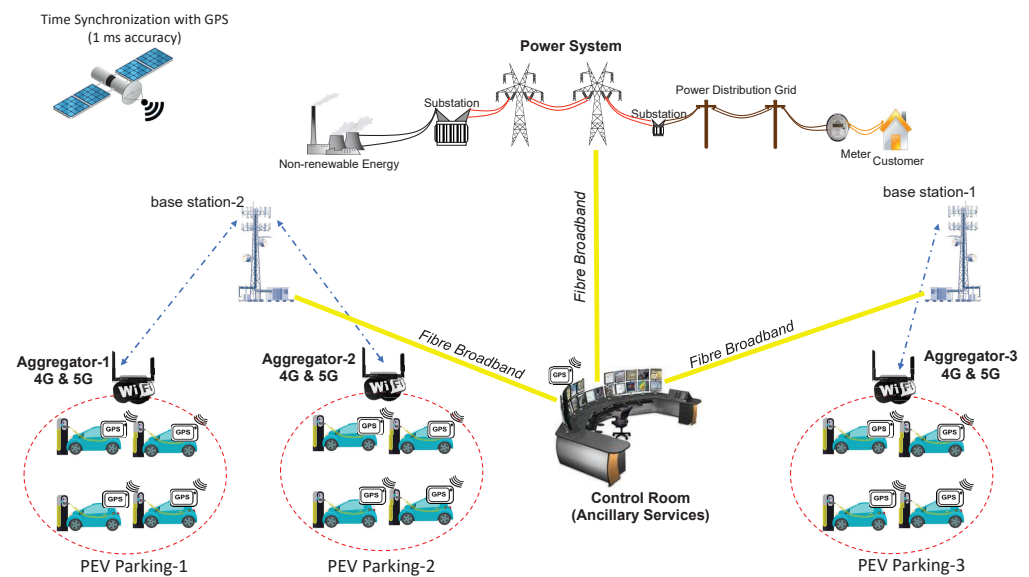 Time Synchronization with GPS
(1 ms accuracy)
Power System
Substation
Power Distribution Grid
Substation
Non-renewable Energy
Meter
Customer
base station-2
base station-1
Fibre Broadband
Fibre Broadband
Fibre Broadband
Aggregator-1
4G & 5G
WiFi
Aggregator-2
4G & 5G
WiFi
GPS
WiFi
Aggregator-3
4G & 5G
GPS
GPS
GPS
GPS
GPS
GPS
GPS
GPS
GPS
GPS
GPS
GPS
Control Room
(Ancillary Services)
PEV Parking-1
PEV Parking-2
PEV Parking-3